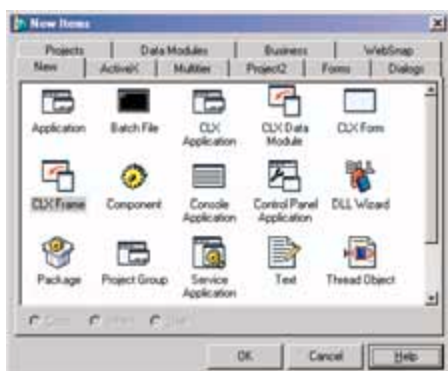 New Items
Projects Data Modules Business WebSnap
New ActiveX Multitier Project2 Forms Dialogs
Application Batch File CLX Application CLX Data Module CLX Form
CLX Frame Component Console Application Control Panel Application DLL Wizard
Package Project Group Service Application Text Thread Object
OK Cancel Help